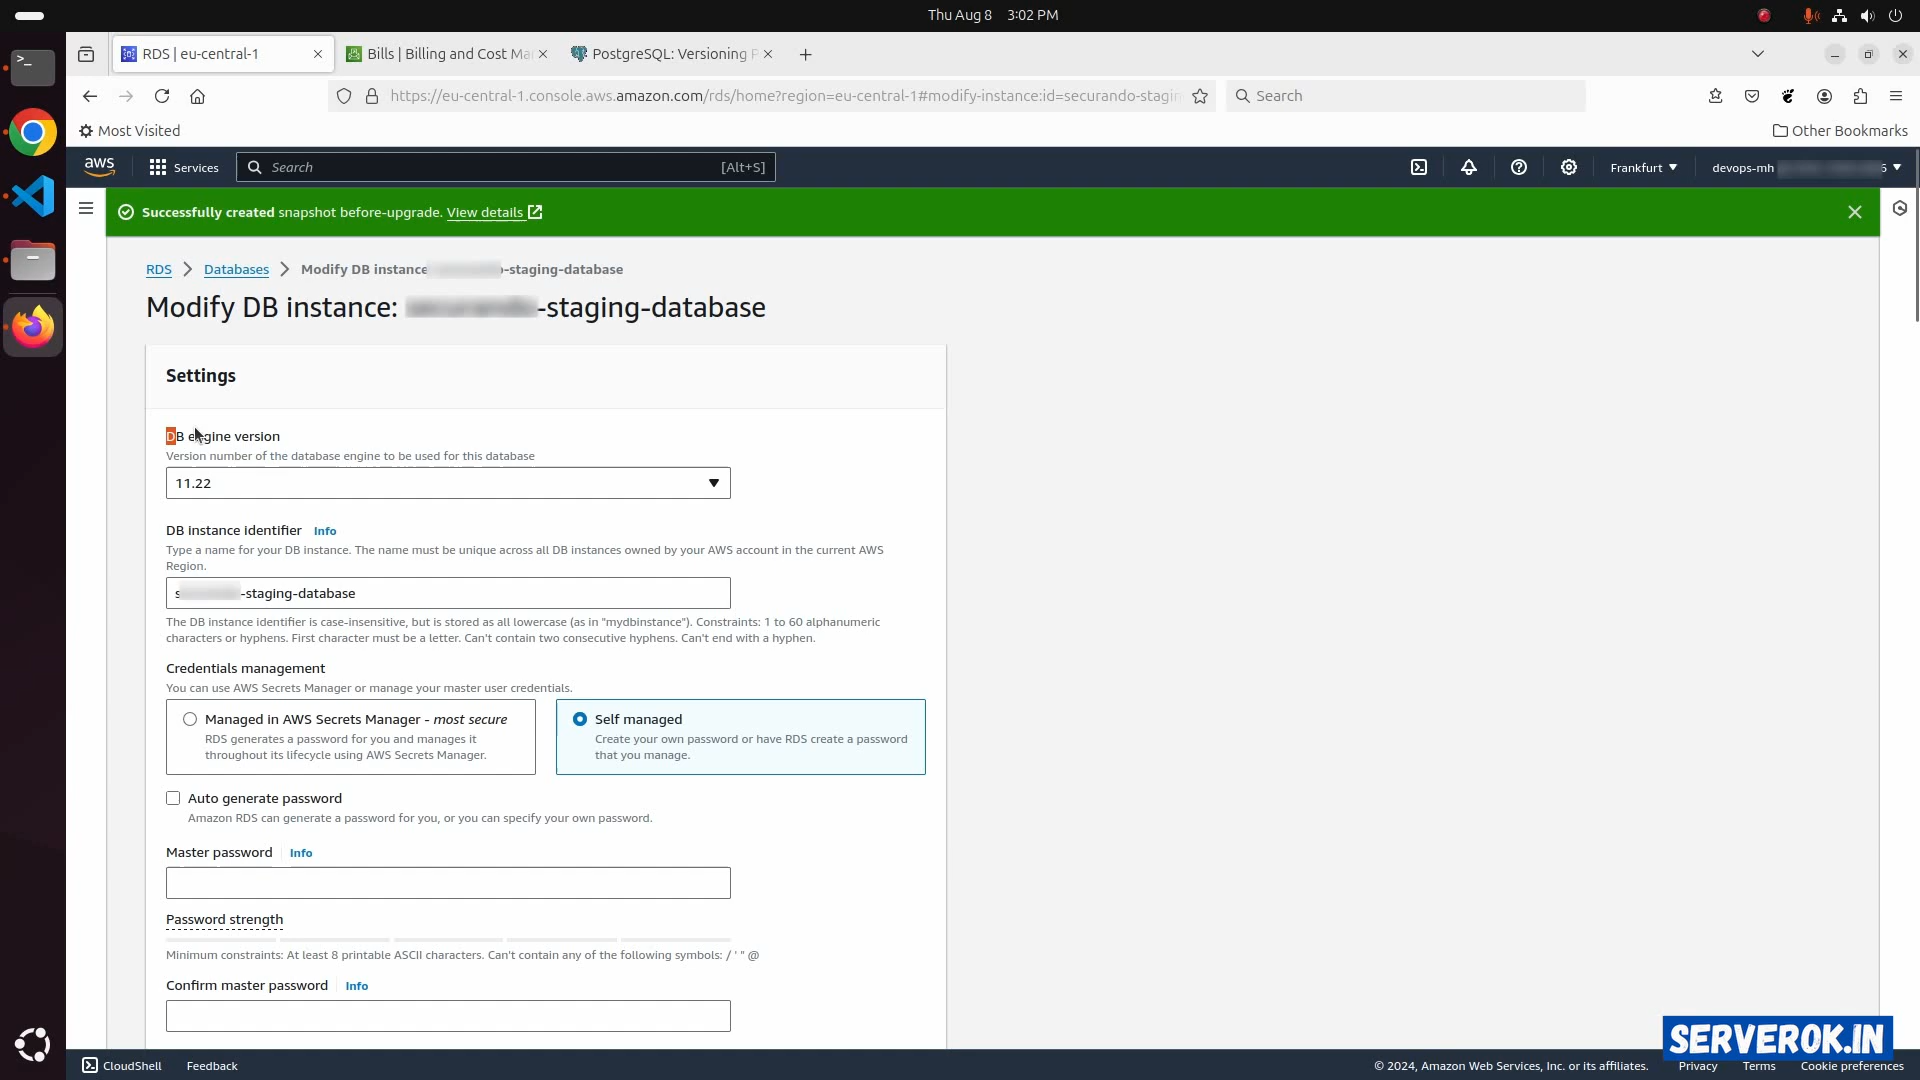 Thu Aug 8 3:02 PM
RDS | eu-central-1
Bills | Billing and Cost Ma
PostgreSQL: Versioning P
https://eu-central-1.console.aws.amazon.com/rds/home?region=eu-central-1#modify-instance:id=securando-stagin
Search
Most Visited
Other Bookmarks
aws
Services
Search
[Alt+S]
Frankfurt
devops-mh
6
Successfully created snapshot before-upgrade. View details
RDS
Databases
Modify DB instance -staging-database
Modify DB instance: -staging-database
Settings
DB engine version
Version number of the database engine to be used for this database
11.22
DB instance identifier Info
Type a name for your DB instance. The name must be unique across all DB instances owned by your AWS account in the current AWS
Region.
s -staging-database
The DB instance identifier is case-insensitive, but is stored as all lowercase (as in "mydbinstance"). Constraints: 1 to 60 alphanumeric
characters or hyphens. First character must be a letter. Can't contain two consecutive hyphens. Can't end with a hyphen.
Credentials management
You can use AWS Secrets Manager or manage your master user credentials.
Managed in AWS Secrets Manager - most secure
RDS generates a password for you and manages it
throughout its lifecycle using AWS Secrets Manager.
Self managed
Create your own password or have RDS create a password
that you manage.
Auto generate password
Amazon RDS can generate a password for you, or you can specify your own password.
Master password Info
Password strength
Minimum constraints: At least 8 printable ASCII characters. Can't contain any of the following symbols: / ' " @
Confirm master password Info
SERVEROK.IN
CloudShell
Feedback
© 2024, Amazon Web Services, Inc. or its affiliates.
Privacy
Terms
Cookie preferences